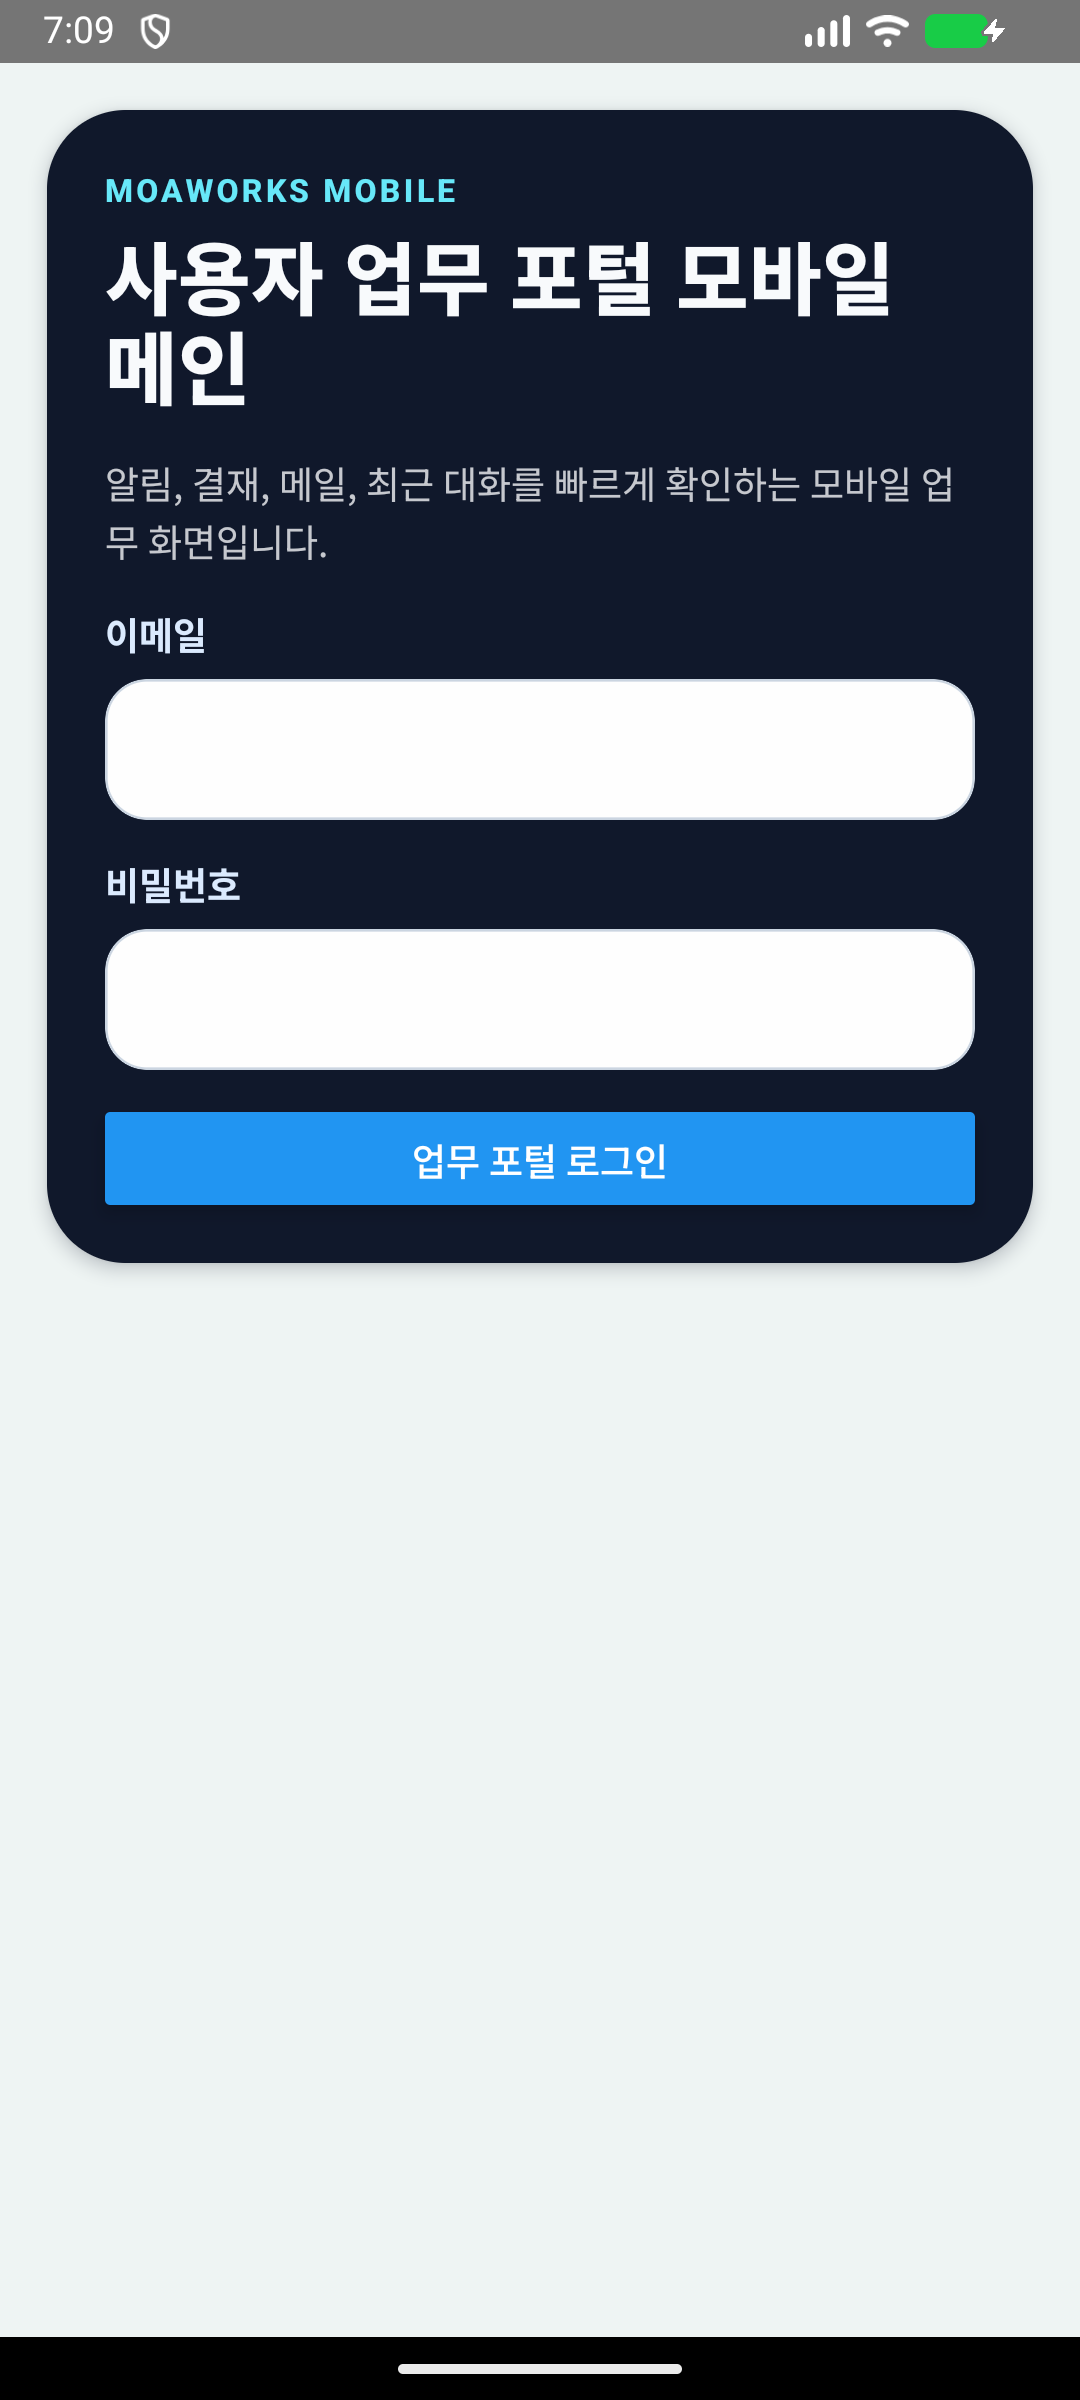 7:09
MOAWORKS MOBILE
사용자 업무 포털 모바일
메인
알림, 결재, 메일, 최근 대화를 빠르게 확인하는 모바일 업
무 화면입니다.
이메일
비밀번호
업무 포털 로그인